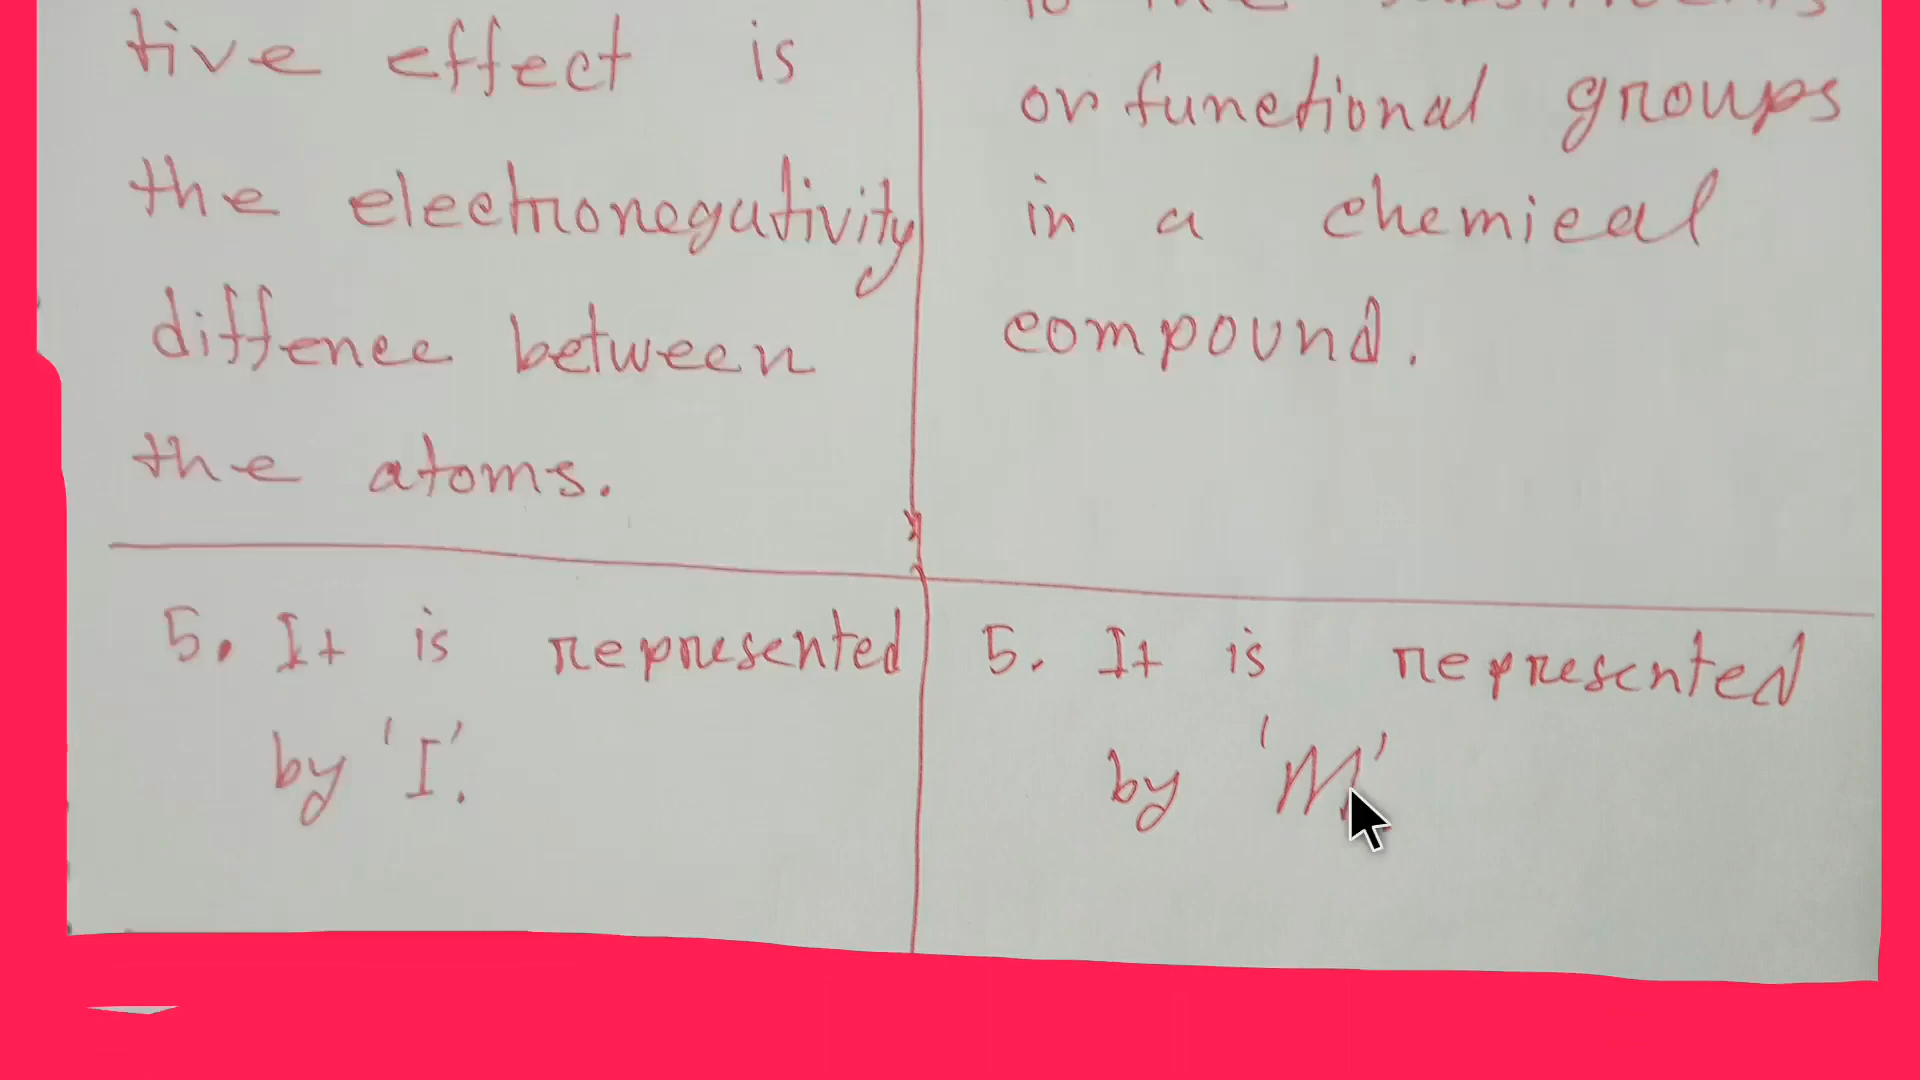 tive effect is
the electronegativity
diffence between
the atoms.
or functional groups
in a chemical
compound.
5. It is represented
by 'I'.
5. It is represented
by 'M'